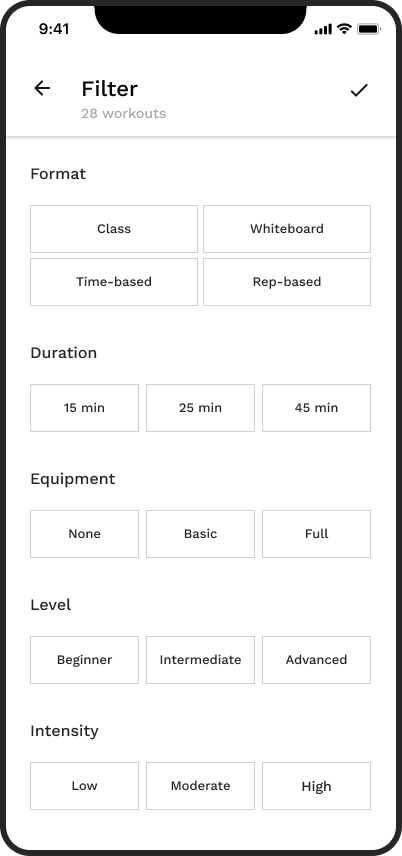 9:41
Filter
28 workouts
Format
Class Whiteboard
Time-based Rep-based
Duration
15 min 25 min 45 min
Equipment
None Basic Full
Level
Beginner Intermediate Advanced
Intensity
Low Moderate High